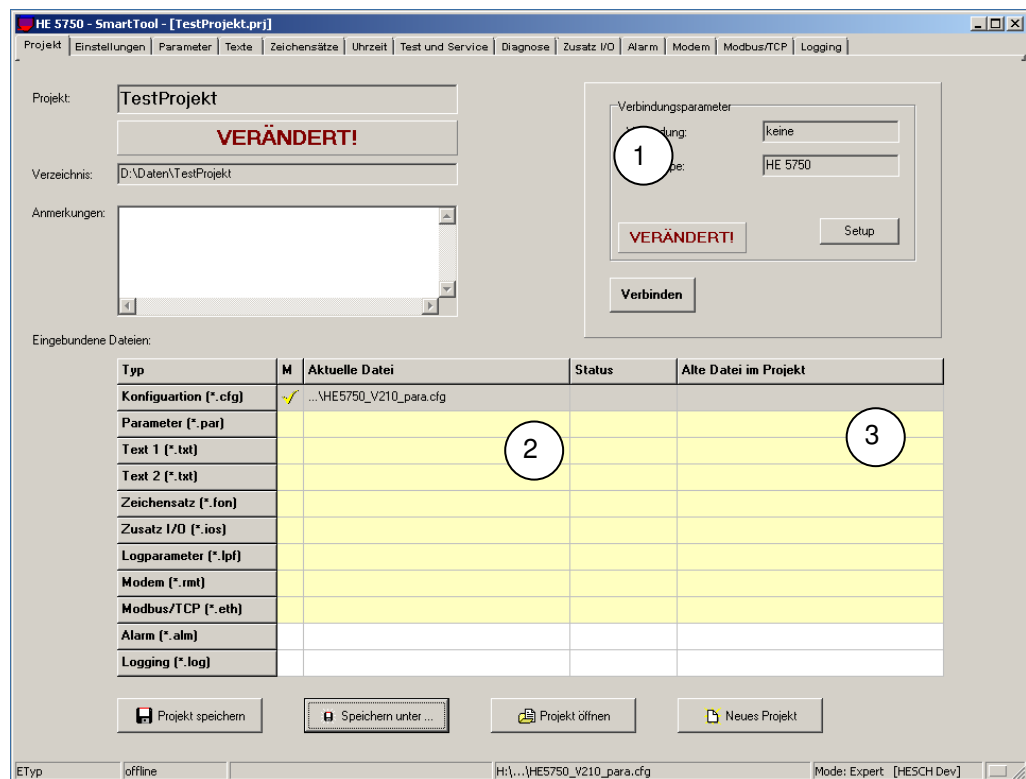 HE 5750 - SmartTool - [TestProjekt.prj]
Projekt Einstellungen Parameter Texte Zeichensätze Uhrzeit Test und Service Diagnose Zusatz I/O Alarm Modem Modbus/TCP Logging
Projekt: TestProjekt
VERÄNDERT!
Verzeichnis: D:\Daten\TestProjekt
Anmerkungen:
Verbindungsparameter
keine
1
HE 5750
VERÄNDERT! Setup
Verbinden
Eingebundene Dateien:
Typ M Aktuelle Datei Status Alte Datei im Projekt
Konfiguartion (*.cfg) ...\HE5750_V210_para.cfg
Parameter (*.par)
2 3
Text 1 (*.txt)
Text 2 (*.txt)
Zeichensatz (*.fon)
Zusatz I/O (*.ios)
Logparameter (*.lpf)
Modem (*.rmt)
Modbus/TCP (*.eth)
Alarm (*.alm)
Logging (*.log)
Projekt speichern Speichern unter ... Projekt öffnen Neues Projekt
ETyp offline H:\...\HE5750_V210_para.cfg Mode: Expert [HESCH Dev]